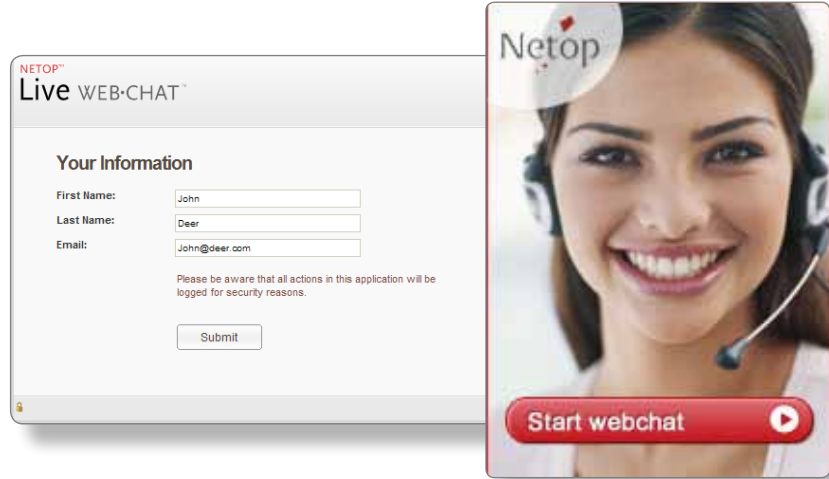 NETOP™
Live WEB•CHAT™
Your Information
First Name:
John
Last Name:
Deer
Email:
John@deer.com
Please be aware that all actions in this application will be
logged for security reasons.
Submit
Netop
Start webchat